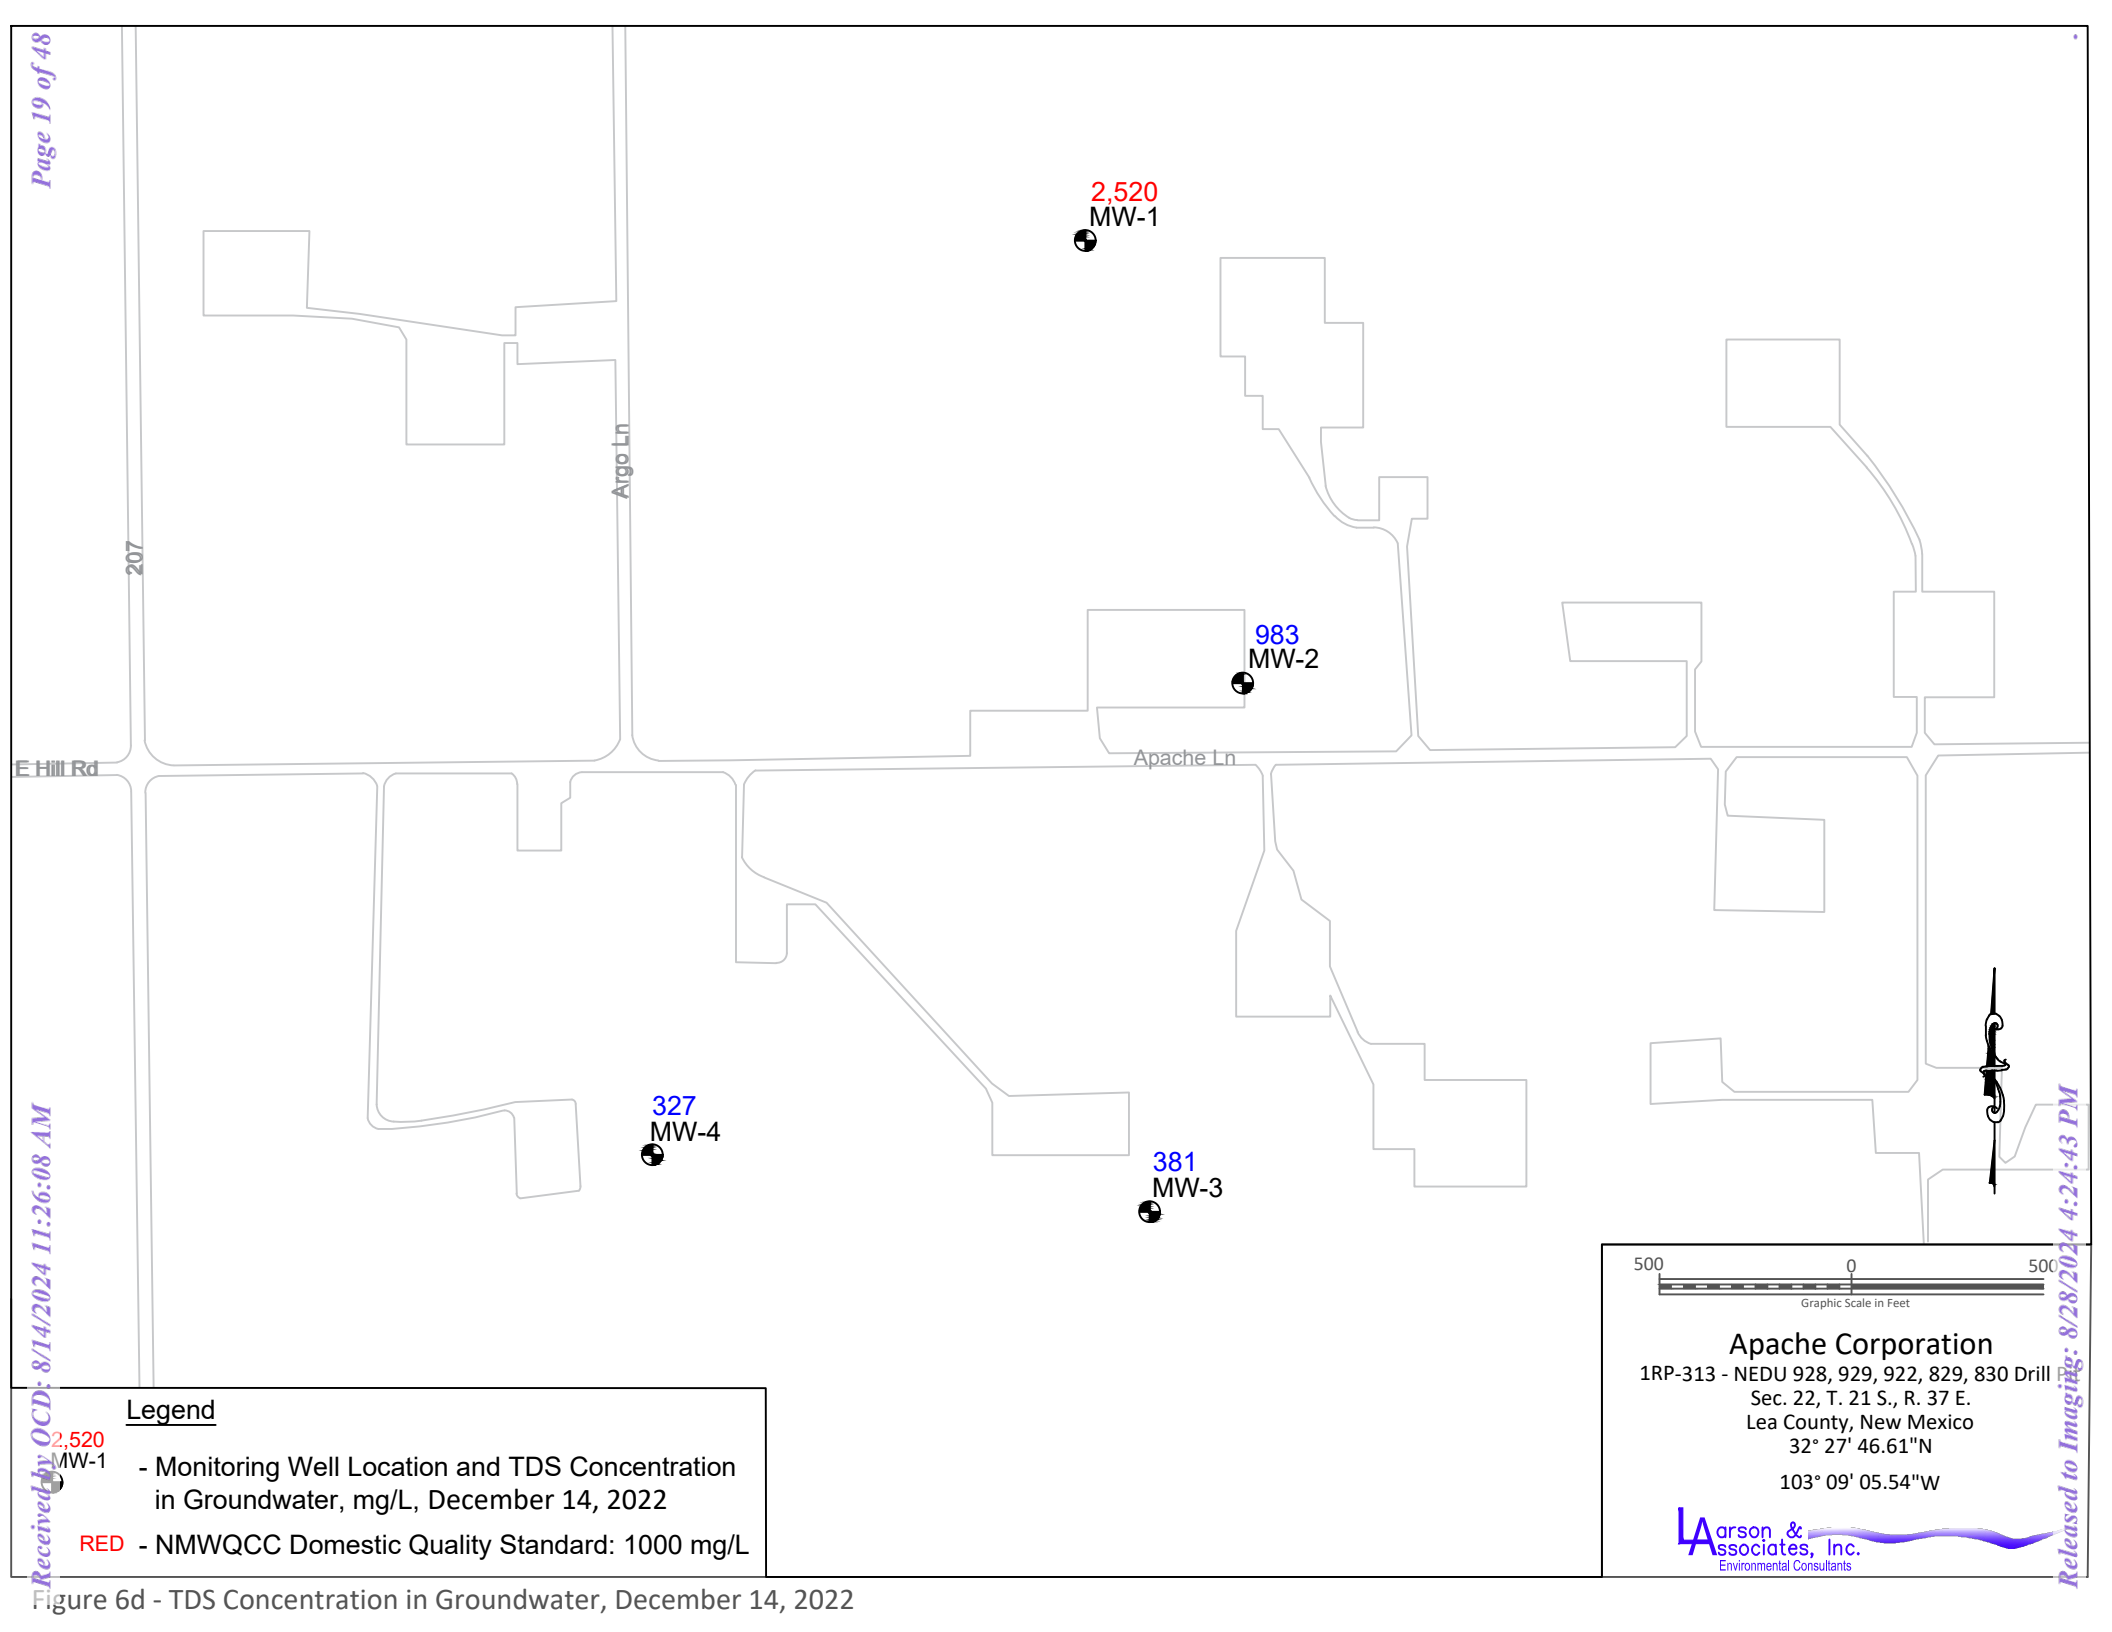 Page 19 of 48
2,520
MW-1
Argo Ln
207
983
MW-2
E Hill Rd
Apache Ln
327
MW-4
381
MW-3
Received by OCD: 8/14/2024 11:26:08 AM
Released to Imaging: 8/28/2024 4:24:43 PM
500 0 500
Graphic Scale in Feet
Apache Corporation
1RP-313 - NEDU 928, 929, 922, 829, 830 Drill
Sec. 22, T. 21 S., R. 37 E.
Lea County, New Mexico
32° 27' 46.61"N
103° 09' 05.54"W
Larson &
Associates, Inc.
Environmental Consultants
Legend
2,520
MW-1
- Monitoring Well Location and TDS Concentration
in Groundwater, mg/L, December 14, 2022
RED - NMWQCC Domestic Quality Standard: 1000 mg/L
Figure 6d - TDS Concentration in Groundwater, December 14, 2022